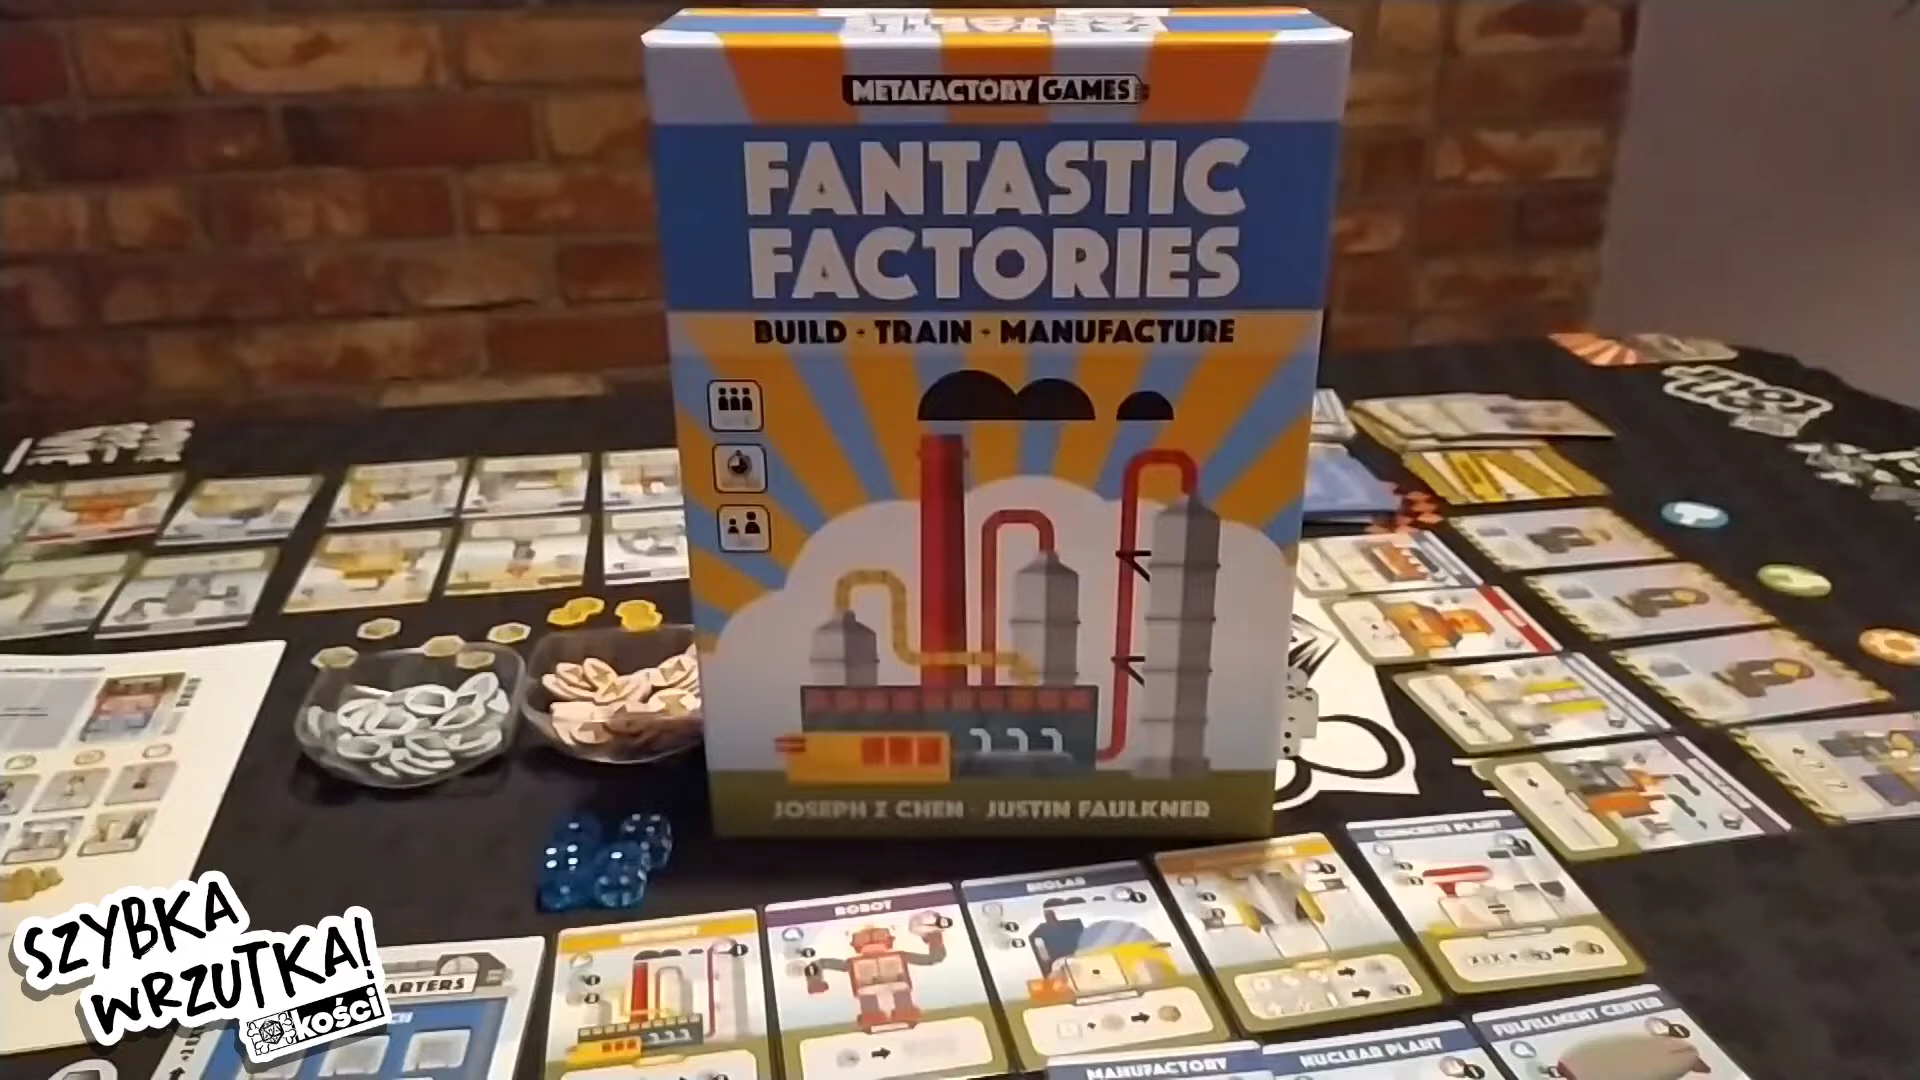 METAFACTORY GAMES
FANTASTIC
FACTORIES
BUILD - TRAIN - MANUFACTURE
JOSEPH Z CHEN - JUSTIN FAULKNER
ROBOT
BIOLAB
CONCRETE PLANT
MANUFACTORY
NUCLEAR PLANT
FULFILLMENT CENTER
SZYBKA
WRZUTKA!
kości